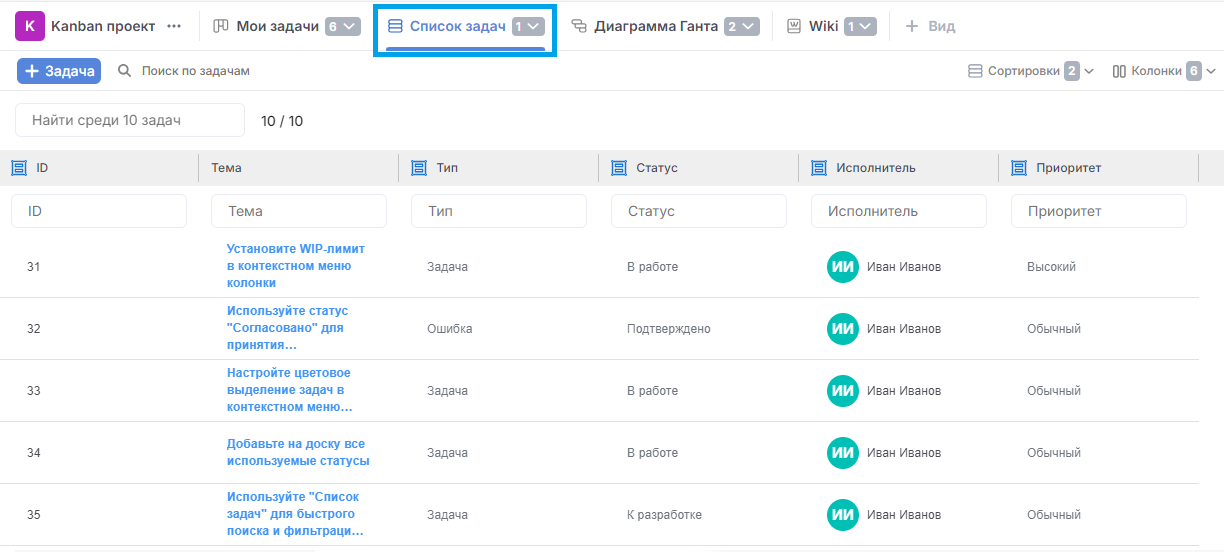 К Kanban проект ••• Мои задачи 6 Список задач 1 Диаграмма Ганта 2 Wiki 1 + Вид
+ Задача Поиск по задачам Сортировки 2 Колонки 6
Найти среди 10 задач 10 / 10
ID Тема Тип Статус Исполнитель Приоритет
ID Тема Тип Статус Исполнитель Приоритет
Установите WIP-лимит
31 в контекстном меню Задача В работе ИИ Иван Иванов Высокий
колонки
Используйте статус
32 "Согласовано" для Ошибка Подтверждено ИИ Иван Иванов Обычный
принятия...
Настройте цветовое
33 выделение задач в Задача В работе ИИ Иван Иванов Обычный
контекстном меню...
Добавьте на доску все
34 Задача В работе ИИ Иван Иванов Обычный
используемые статусы
Используйте "Список
35 задач" для быстрого Задача К разработке ИИ Иван Иванов Обычный
поиска и фильтраци...